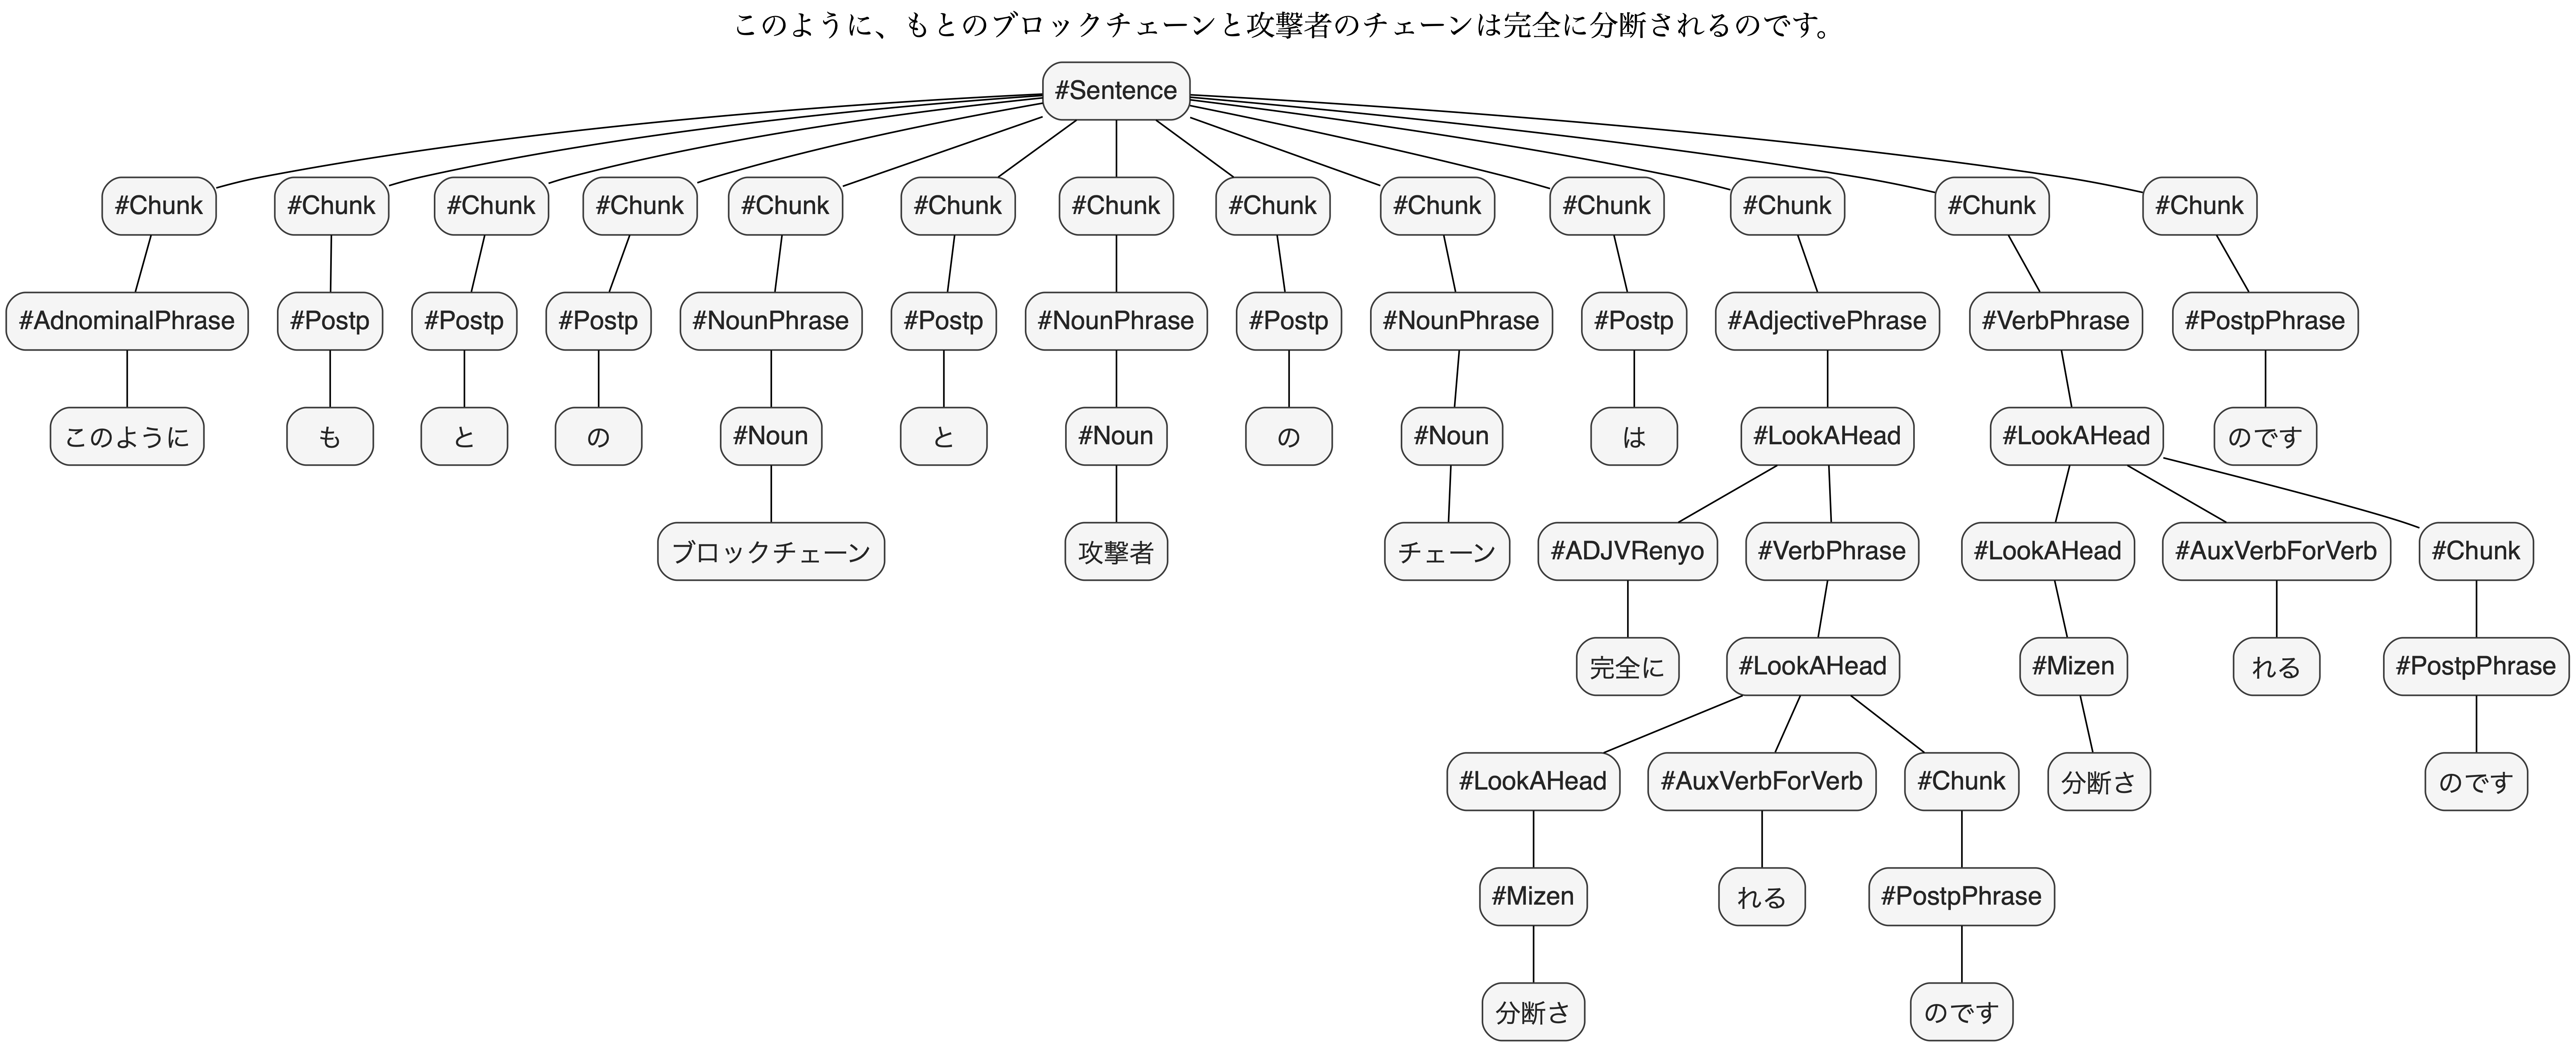 このように、もとのブロックチェーンと攻撃者のチェーンは完全に分断されるのです。
#Sentence
#Chunk #Chunk #Chunk #Chunk #Chunk #Chunk #Chunk #Chunk #Chunk #Chunk #Chunk #Chunk #Chunk
#AdnominalPhrase #Postp #Postp #Postp #NounPhrase #Postp #NounPhrase #Postp #NounPhrase #Postp #AdjectivePhrase #VerbPhrase #PostpPhrase
このように も と の #Noun と #Noun の #Noun は #LookAHead #LookAHead のです
ブロックチェーン 攻撃者 チェーン #ADJVRenyo #VerbPhrase #LookAHead #AuxVerbForVerb #Chunk
完全に #LookAHead #Mizen れる #PostpPhrase
#LookAHead #AuxVerbForVerb #Chunk 分断さ のです
#Mizen れる #PostpPhrase
分断さ のです